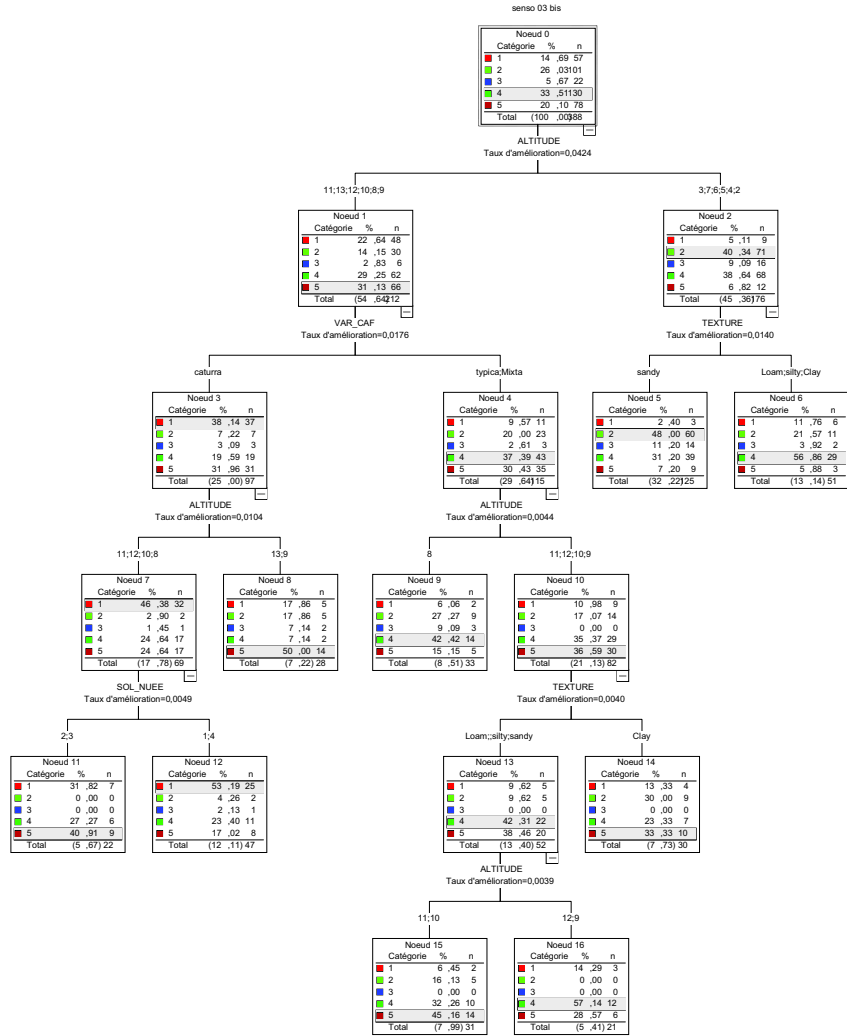 senso 03 bis
Noeud 0
Catégorie % n
1 14 ,69 57
2 26 ,03101
3 5 ,67 22
4 33 ,51130
5 20 ,10 78
Total (100 ,00)388
ALTITUDE
Taux d'amélioration=0,0424
11;13;12;10;8;9
3;7;6;5;4;2
Noeud 1
Catégorie % n
1 22 ,64 48
2 14 ,15 30
3 2 ,83 6
4 29 ,25 62
5 31 ,13 66
Total (54 ,64)212
VAR_CAF
Taux d'amélioration=0,0176
Noeud 2
Catégorie % n
1 5 ,11 9
2 40 ,34 71
3 9 ,09 16
4 38 ,64 68
5 6 ,82 12
Total (45 ,36)176
TEXTURE
Taux d'amélioration=0,0140
caturra
typica;Mixta
sandy
Loam;silty;Clay
Noeud 3
Catégorie % n
1 38 ,14 37
2 7 ,22 7
3 3 ,09 3
4 19 ,59 19
5 31 ,96 31
Total (25 ,00) 97
ALTITUDE
Taux d'amélioration=0,0104
Noeud 4
Catégorie % n
1 9 ,57 11
2 20 ,00 23
3 2 ,61 3
4 37 ,39 43
5 30 ,43 35
Total (29 ,64)115
ALTITUDE
Taux d'amélioration=0,0044
Noeud 5
Catégorie % n
1 2 ,40 3
2 48 ,00 60
3 11 ,20 14
4 31 ,20 39
5 7 ,20 9
Total (32 ,22)125
Noeud 6
Catégorie % n
1 11 ,76 6
2 21 ,57 11
3 3 ,92 2
4 56 ,86 29
5 5 ,88 3
Total (13 ,14) 51
11;12;10;8
13;9
8
11;12;10;9
Noeud 7
Catégorie % n
1 46 ,38 32
2 2 ,90 2
3 1 ,45 1
4 24 ,64 17
5 24 ,64 17
Total (17 ,78) 69
SOL_NUEE
Taux d'amélioration=0,0049
Noeud 8
Catégorie % n
1 17 ,86 5
2 17 ,86 5
3 7 ,14 2
4 7 ,14 2
5 50 ,00 14
Total (7 ,22) 28
Noeud 9
Catégorie % n
1 6 ,06 2
2 27 ,27 9
3 9 ,09 3
4 42 ,42 14
5 15 ,15 5
Total (8 ,51) 33
Noeud 10
Catégorie % n
1 10 ,98 9
2 17 ,07 14
3 0 ,00 0
4 35 ,37 29
5 36 ,59 30
Total (21 ,13) 82
TEXTURE
Taux d'amélioration=0,0040
2;3
1;4
Loam;;silty;sandy
Clay
Noeud 11
Catégorie % n
1 31 ,82 7
2 0 ,00 0
3 0 ,00 0
4 27 ,27 6
5 40 ,91 9
Total (5 ,67) 22
Noeud 12
Catégorie % n
1 53 ,19 25
2 4 ,26 2
3 2 ,13 1
4 23 ,40 11
5 17 ,02 8
Total (12 ,11) 47
Noeud 13
Catégorie % n
1 9 ,62 5
2 9 ,62 5
3 0 ,00 0
4 42 ,31 22
5 38 ,46 20
Total (13 ,40) 52
ALTITUDE
Taux d'amélioration=0,0039
Noeud 14
Catégorie % n
1 13 ,33 4
2 30 ,00 9
3 0 ,00 0
4 23 ,33 7
5 33 ,33 10
Total (7 ,73) 30
11;10
12;9
Noeud 15
Catégorie % n
1 6 ,45 2
2 16 ,13 5
3 0 ,00 0
4 32 ,26 10
5 45 ,16 14
Total (7 ,99) 31
Noeud 16
Catégorie % n
1 14 ,29 3
2 0 ,00 0
3 0 ,00 0
4 57 ,14 12
5 28 ,57 6
Total (5 ,41) 21